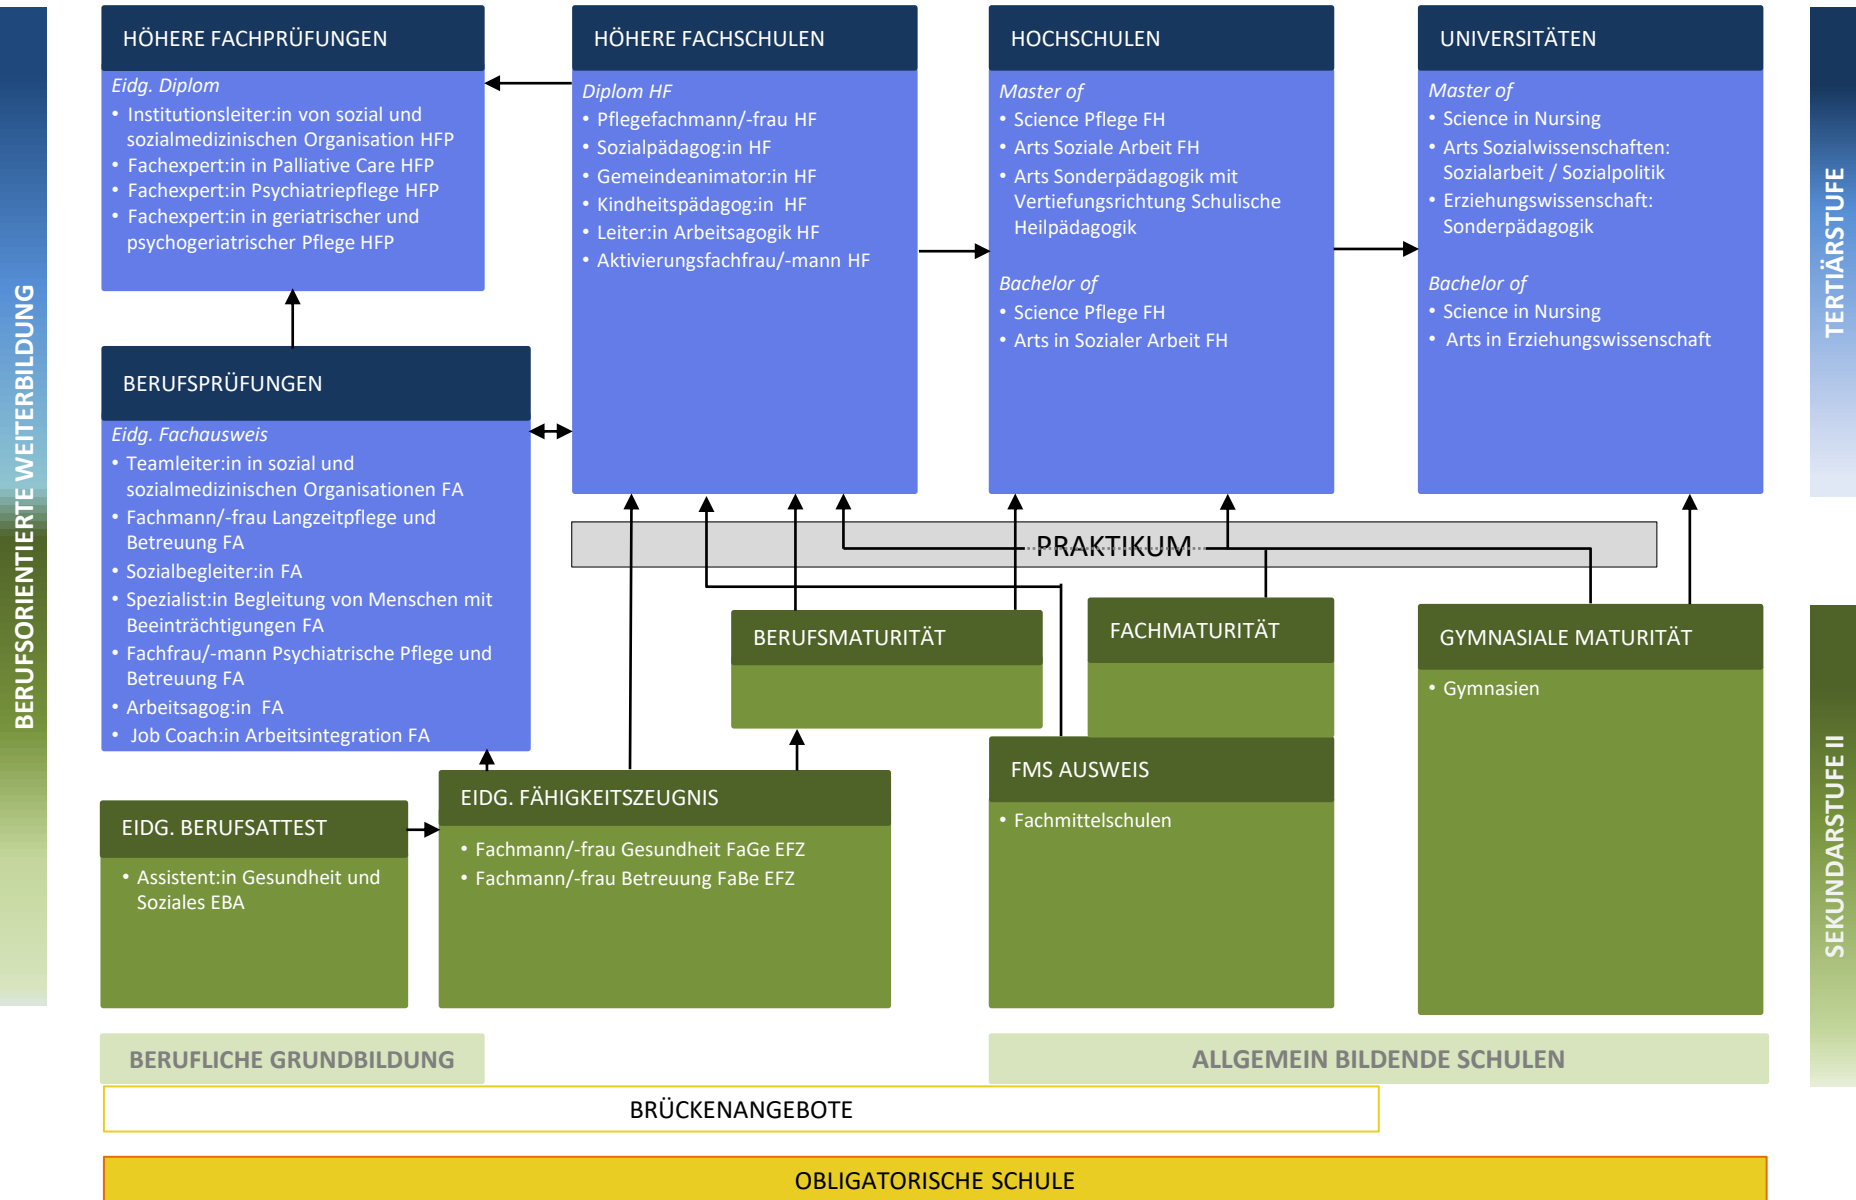 BERUFSORIENTIERTE WEITERBILDUNG
HÖHERE FACHPRÜFUNGEN
Eidg. Diplom
• Institutionsleiter:in von sozial und
sozialmedizinischen Organisation HFP
• Fachexpert:in in Palliative Care HFP
• Fachexpert:in Psychiatriepflege HFP
• Fachexpert:in in geriatrischer und
psychogeriatrischer Pflege HFP
HÖHERE FACHSCHULEN
Diplom HF
• Pflegefachmann/-frau HF
• Sozialpädagog:in HF
• Gemeindeanimator:in HF
• Kindheitspädagog:in HF
• Leiter:in Arbeitsagogik HF
• Aktivierungsfachfrau/-mann HF
HOCHSCHULEN
Master of
• Science Pflege FH
• Arts Soziale Arbeit FH
• Arts Sonderpädagogik mit
Vertiefungsrichtung Schulische
Heilpädagogik
Bachelor of
• Science Pflege FH
• Arts in Sozialer Arbeit FH
UNIVERSITÄTEN
Master of
• Science in Nursing
• Arts Sozialwissenschaften:
Sozialarbeit / Sozialpolitik
• Erziehungswissenschaft:
Sonderpädagogik
Bachelor of
• Science in Nursing
• Arts in Erziehungswissenschaft
TERTIÄRSTUFE
BERUFSPRÜFUNGEN
Eidg. Fachausweis
• Teamleiter:in in sozial und
sozialmedizinischen Organisationen FA
• Fachmann/-frau Langzeitpflege und
Betreuung FA
• Sozialbegleiter:in FA
• Spezialist:in Begleitung von Menschen mit
Beeinträchtigungen FA
• Fachfrau/-mann Psychiatrische Pflege und
Betreuung FA
• Arbeitsagog:in FA
• Job Coach:in Arbeitsintegration FA
PRAKTIKUM
BERUFSMATURITÄT
FACHMATURITÄT
GYMNASIALE MATURITÄT
• Gymnasien
FMS AUSWEIS
• Fachmittelschulen
EIDG. FÄHIGKEITSZEUGNIS
• Fachmann/-frau Gesundheit FaGe EFZ
• Fachmann/-frau Betreuung FaBe EFZ
EIDG. BERUFSATTEST
• Assistent:in Gesundheit und
Soziales EBA
SEKUNDARSTUFE II
BERUFLICHE GRUNDBILDUNG
ALLGEMEIN BILDENDE SCHULEN
BRÜCKENANGEBOTE
OBLIGATORISCHE SCHULE